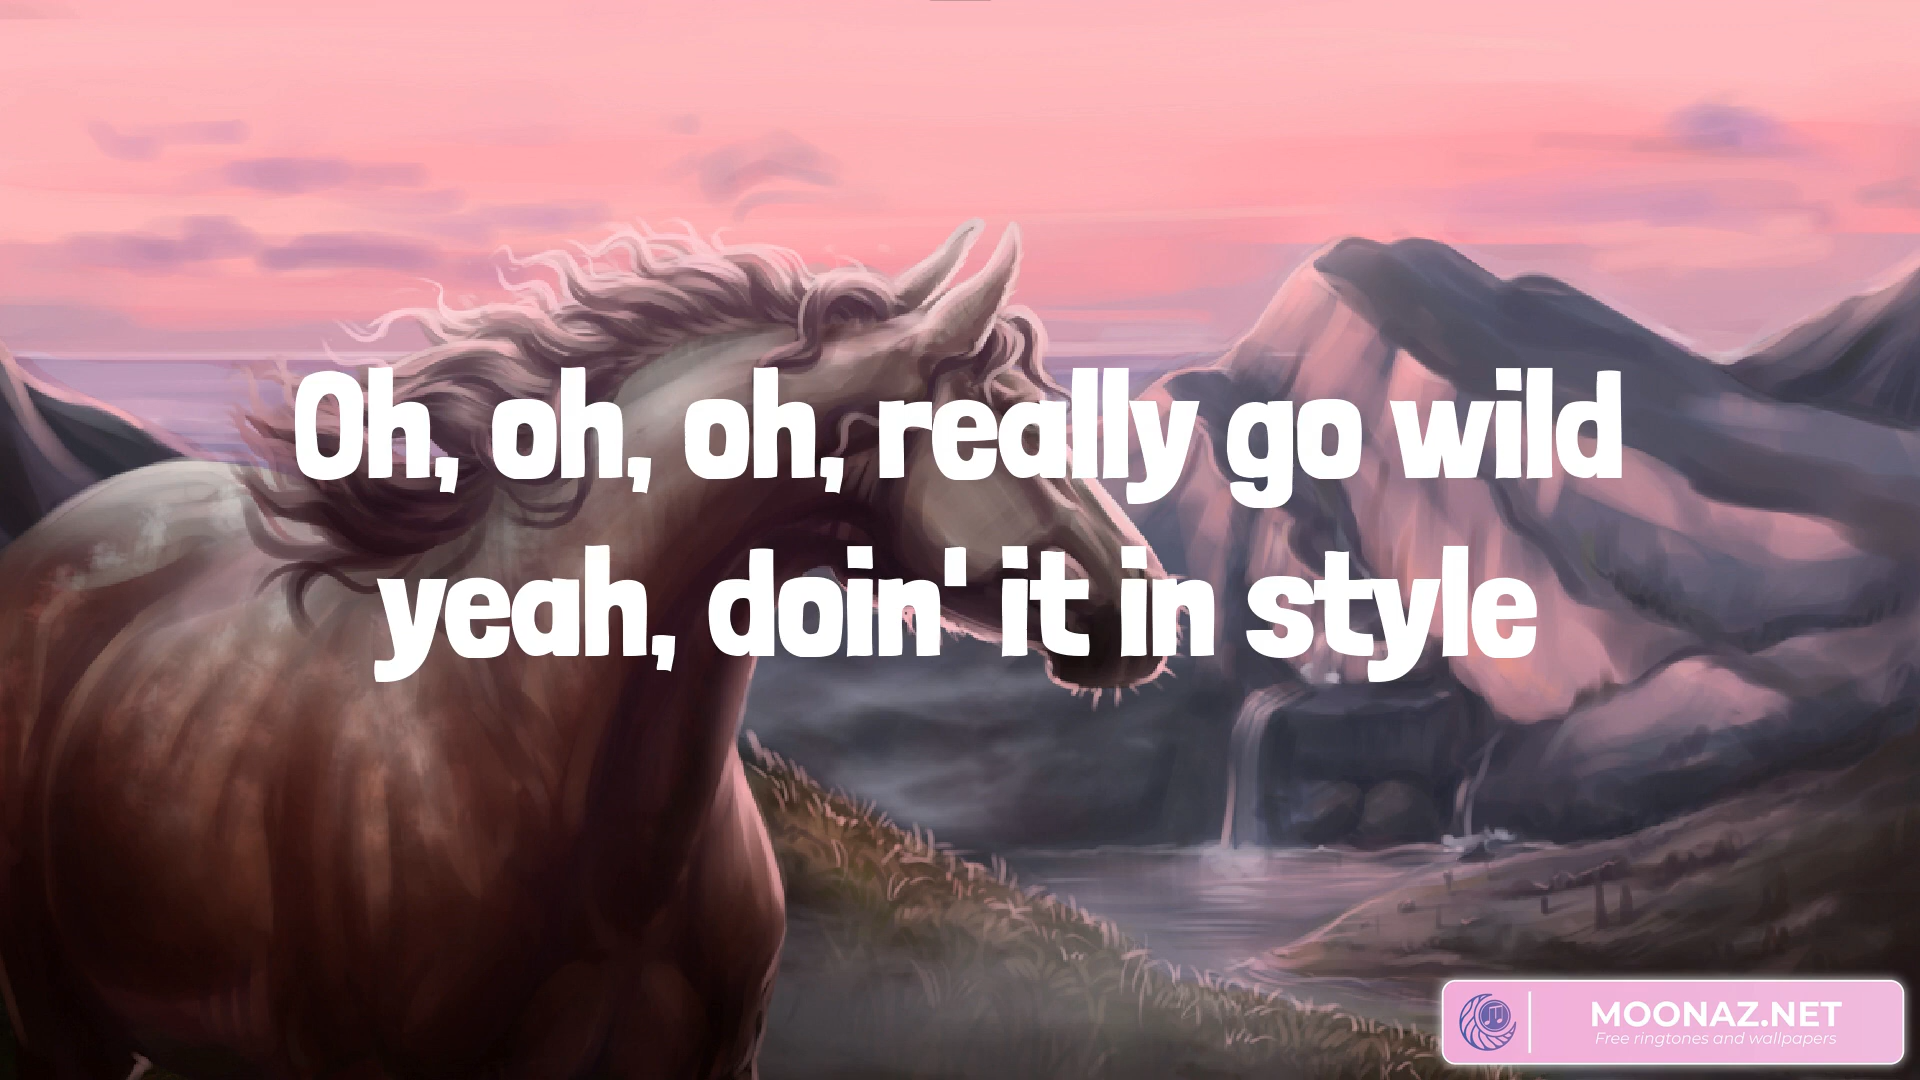 Oh, oh, oh, really go wild
yeah, doin' it in style
MOONAZ.NET
Free ringtones and wallpapers